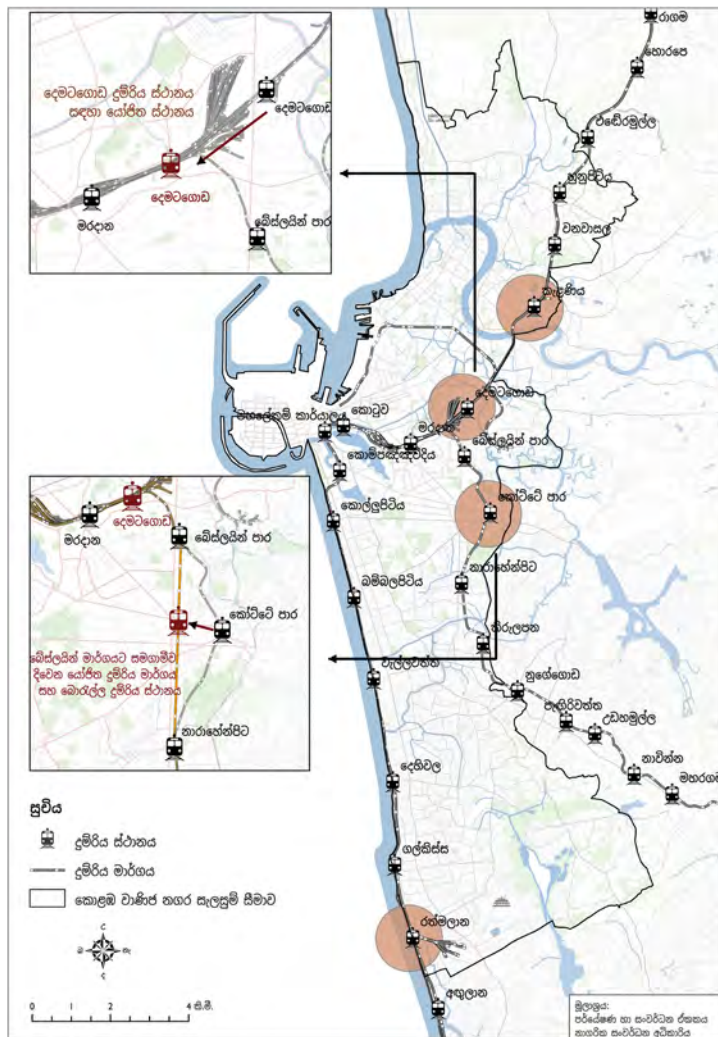 රාගම
හොරපෙ
එඬේරමුල්ල
හුනුපිටිය
වනවාසල
කැළණිය
දෙමටගොඩ දුම්රිය ස්ථානය
සඳහා යෝජිත ස්ථානය
දෙමටගොඩ
දෙමටගොඩ
මරදාන
බේස්ලයින් පාර
දෙමටගොඩ
මහලේකම් කාර්යාලය
කොටුව
මරදාන
බේස්ලයින් පාර
කොම්පඤ්ඤවීදිය
කොල්ලුපිටිය
කෝට්ටේ පාර
බම්බලපිටිය
නාරාහේන්පිට
කිරුලපන
වැල්ලවත්ත
නුගේගොඩ
පැඟිරිවත්ත
උඩහමුල්ල
නාවින්න
මහරගම
දෙහිවල
ගල්කිස්ස
රත්මලාන
අඟුලාන
මරදාන
දෙමටගොඩ
බේස්ලයින් පාර
කෝට්ටේ පාර
බේස්ලයින් මාර්ගයට සමගාමීව
දිවෙන යෝජිත දුම්රිය මාර්ගය
සහ බොරැල්ල දුම්රිය ස්ථානය
නාරාහේන්පිට
සූචිය
දුම්රිය ස්ථානය
දුම්රිය මාර්ගය
කොළඹ වාණිජ නගර සැලසුම් සීමාව
0 1 2 4 කි.මී.
මූලාශ්‍රය:
පර්යේෂණ හා සංවර්ධන ඒකකය
නාගරික සංවර්ධන අධිකාරිය